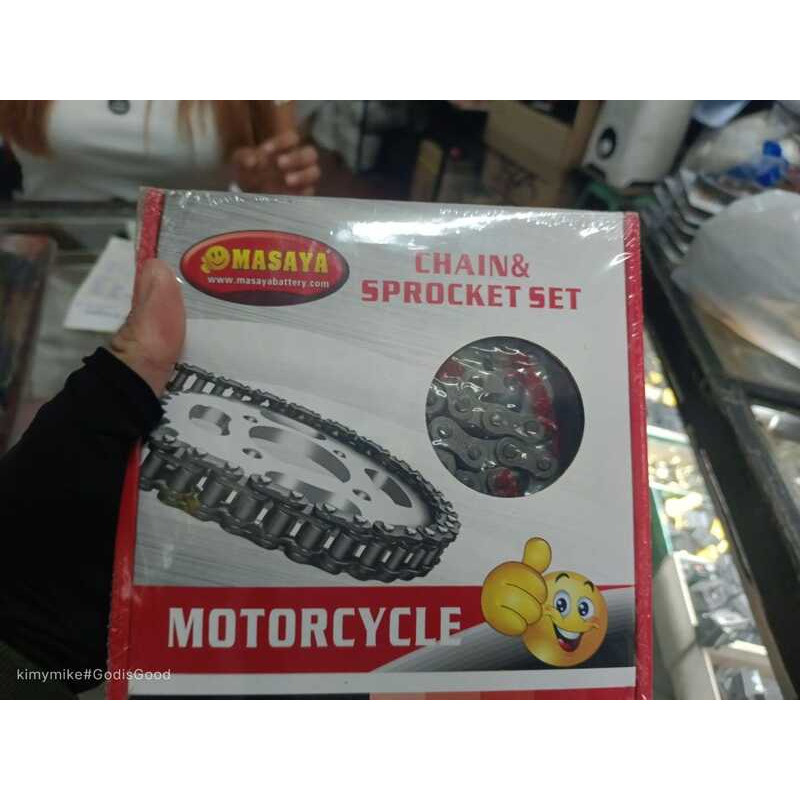 MASAYA
www.masayabattery.com
CHAIN&
SPROCKET SET
MOTORCYCLE
kimymike#GodisGood